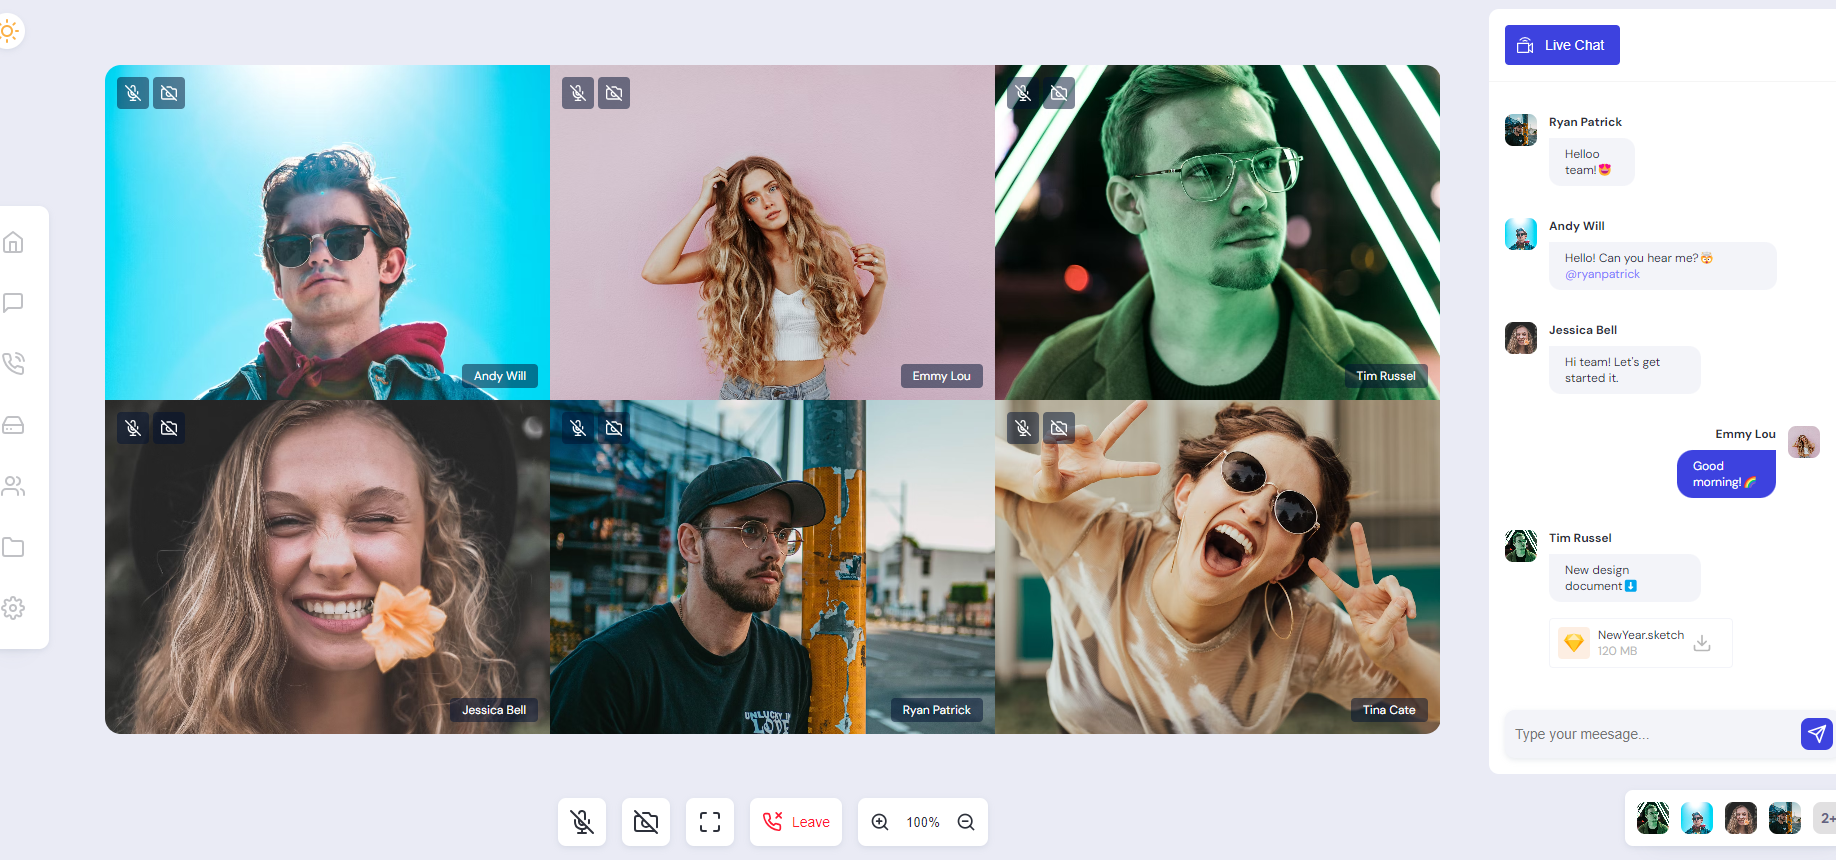 Live Chat
Andy Will
Emmy Lou
Tim Russel
Jessica Bell
UNLUCKY I
LOVE
Ryan Patrick
Tina Cate
Leave
100%
Ryan Patrick
Helloo
team!😍
Andy Will
Hello! Can you hear me?🤯
@ryanpatrick
Jessica Bell
Hi team! Let's get
started it.
Emmy Lou
Good
morning!🌈
Tim Russel
New design
document⬇️
NewYear.sketch
120 MB
Type your meesage...
2+